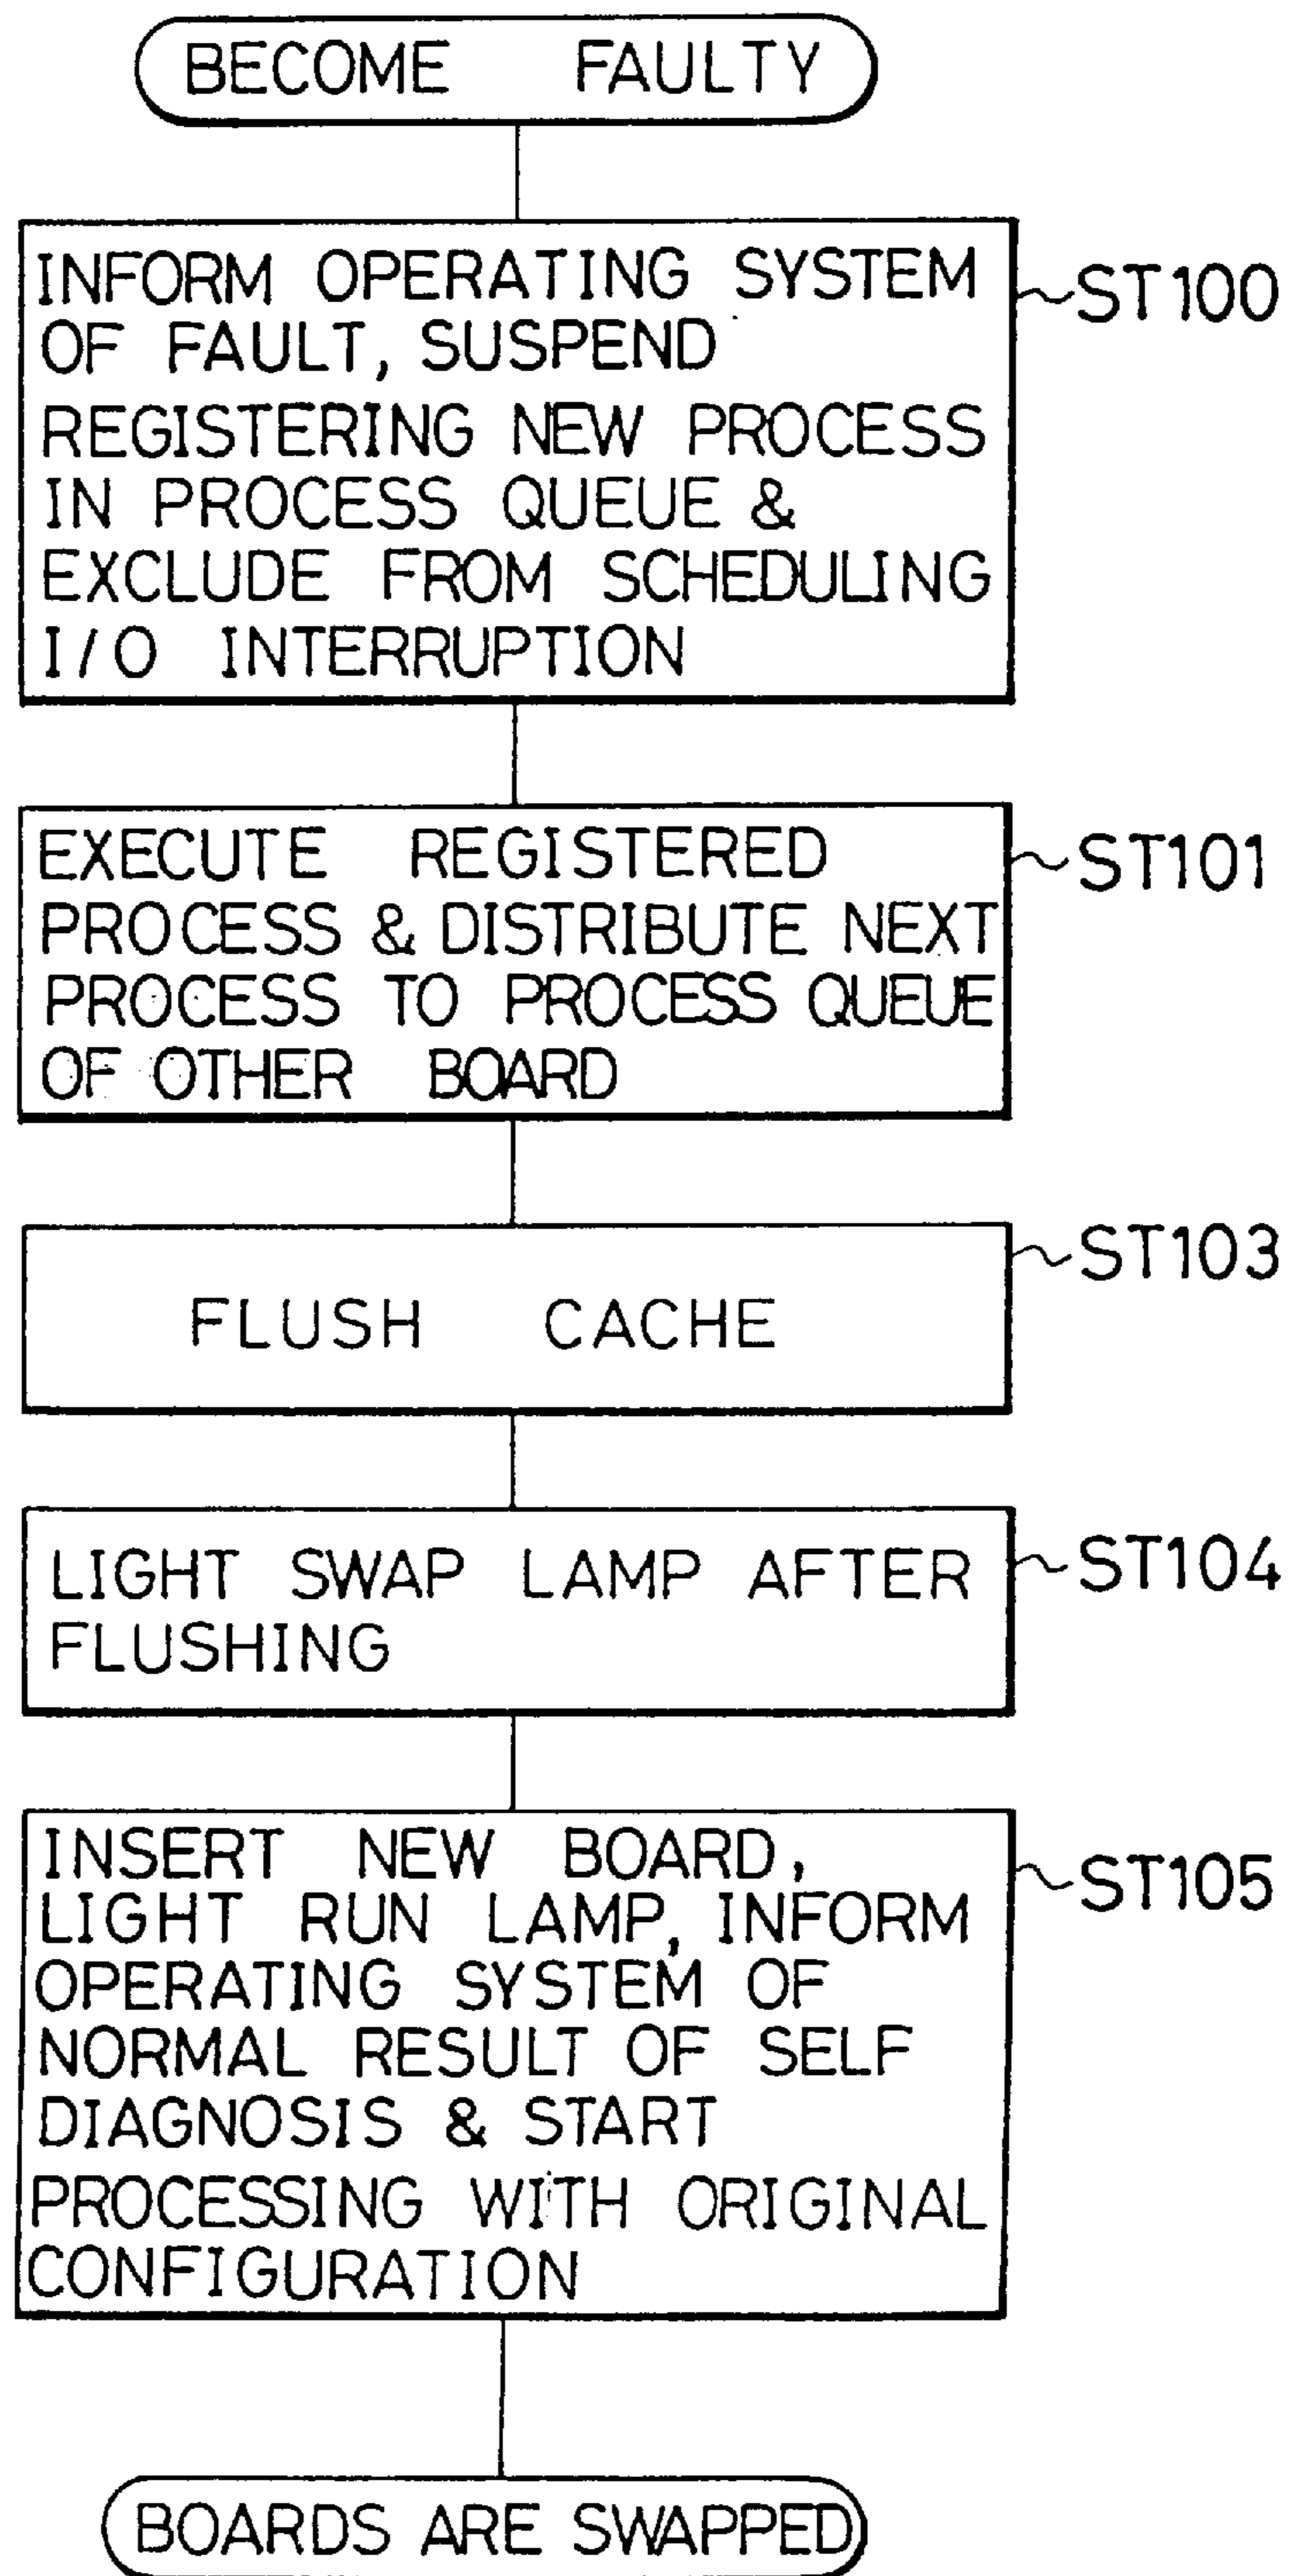 BECOME FAULTY
INFORM OPERATING SYSTEM
OF FAULT, SUSPEND
REGISTERING NEW PROCESS
IN PROCESS QUEUE &
EXCLUDE FROM SCHEDULING
I/O INTERRUPTION
ST100
EXECUTE REGISTERED
PROCESS & DISTRIBUTE NEXT
PROCESS TO PROCESS QUEUE
OF OTHER BOARD
ST101
FLUSH CACHE
ST103
LIGHT SWAP LAMP AFTER
FLUSHING
ST104
INSERT NEW BOARD,
LIGHT RUN LAMP, INFORM
OPERATING SYSTEM OF
NORMAL RESULT OF SELF
DIAGNOSIS & START
PROCESSING WITH ORIGINAL
CONFIGURATION
ST105
BOARDS ARE SWAPPED